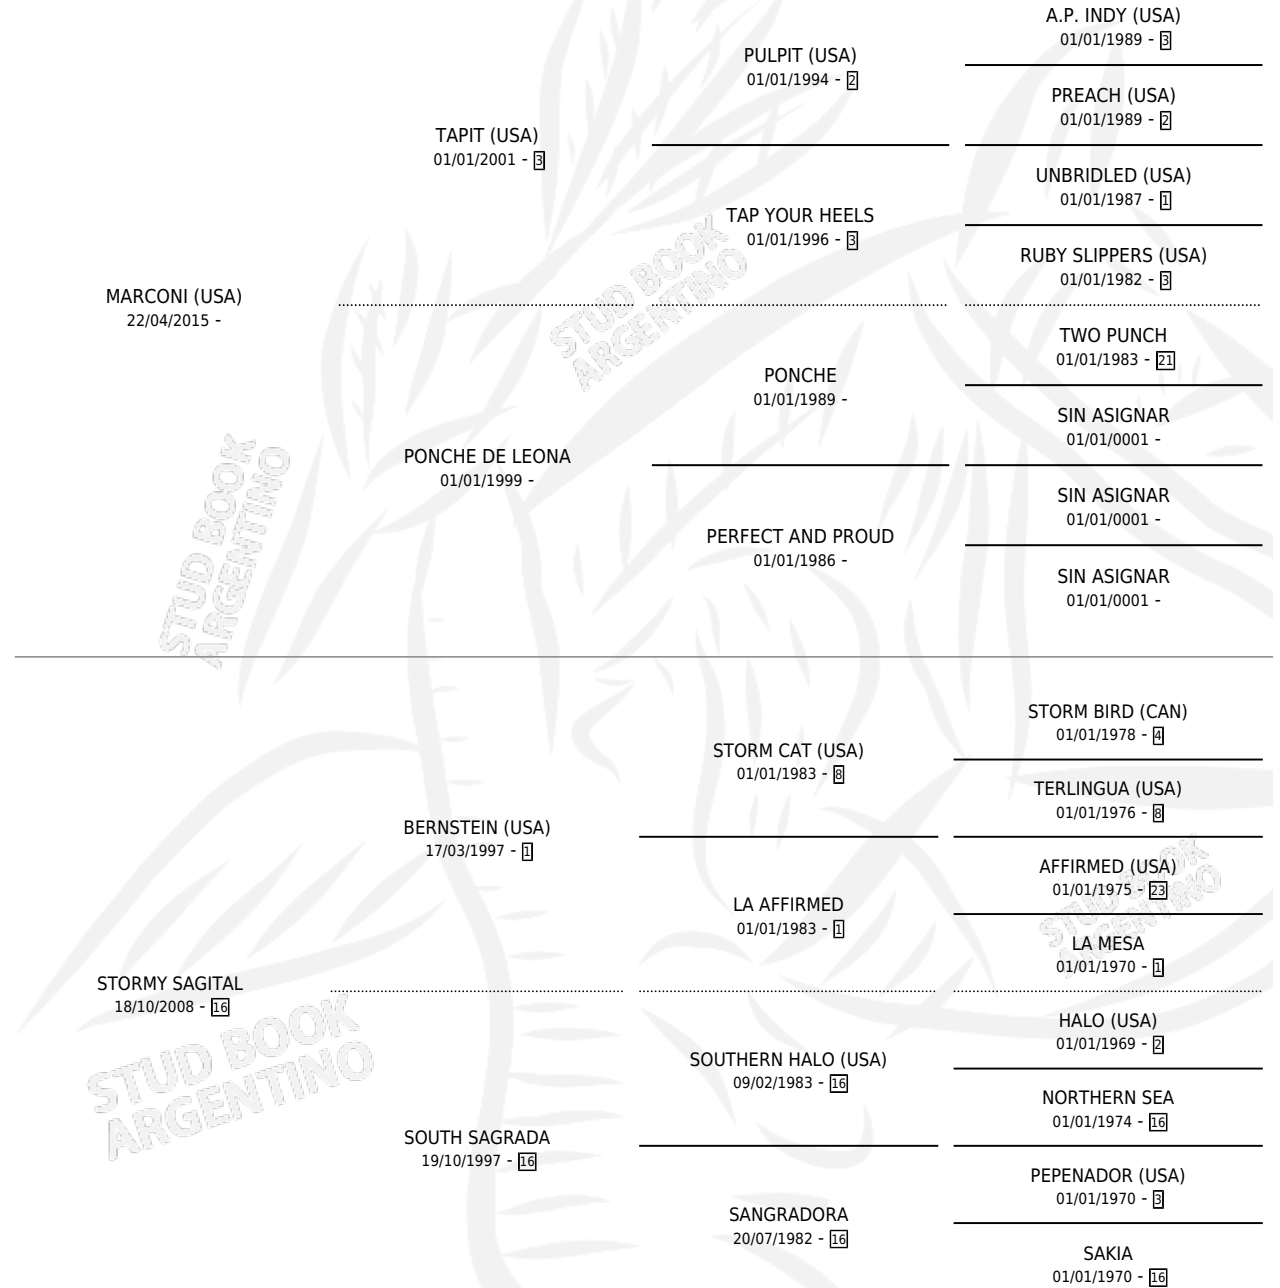 A.P. INDY (USA)
01/01/1989 - 3
PULPIT (USA)
01/01/1994 - 2
PREACH (USA)
01/01/1989 - 2
TAPIT (USA)
01/01/2001 - 3
UNBRIDLED (USA)
01/01/1987 - 1
TAP YOUR HEELS
01/01/1996 - 3
RUBY SLIPPERS (USA)
01/01/1982 - 3
MARCONI (USA)
22/04/2015 -
TWO PUNCH
01/01/1983 - 21
PONCHE
01/01/1989 -
SIN ASIGNAR
01/01/0001 -
PONCHE DE LEONA
01/01/1999 -
SIN ASIGNAR
01/01/0001 -
PERFECT AND PROUD
01/01/1986 -
SIN ASIGNAR
01/01/0001 -
STORM BIRD (CAN)
01/01/1978 - 4
STORM CAT (USA)
01/01/1983 - 8
TERLINGUA (USA)
01/01/1976 - 8
BERNSTEIN (USA)
17/03/1997 - 1
AFFIRMED (USA)
01/01/1975 - 23
LA AFFIRMED
01/01/1983 - 1
LA MESA
01/01/1970 - 1
STORMY SAGITAL
18/10/2008 - 16
HALO (USA)
01/01/1969 - 2
SOUTHERN HALO (USA)
09/02/1983 - 16
NORTHERN SEA
01/01/1974 - 16
SOUTH SAGRADA
19/10/1997 - 16
PEPENADOR (USA)
01/01/1970 - 3
SANGRADORA
20/07/1982 - 16
SAKIA
01/01/1970 - 16
STUD BOOK
ARGENTINO
STUD BOOK
ARGENTINO
STUD BOOK
ARGENTINO
STUD BOOK
ARGENTINO